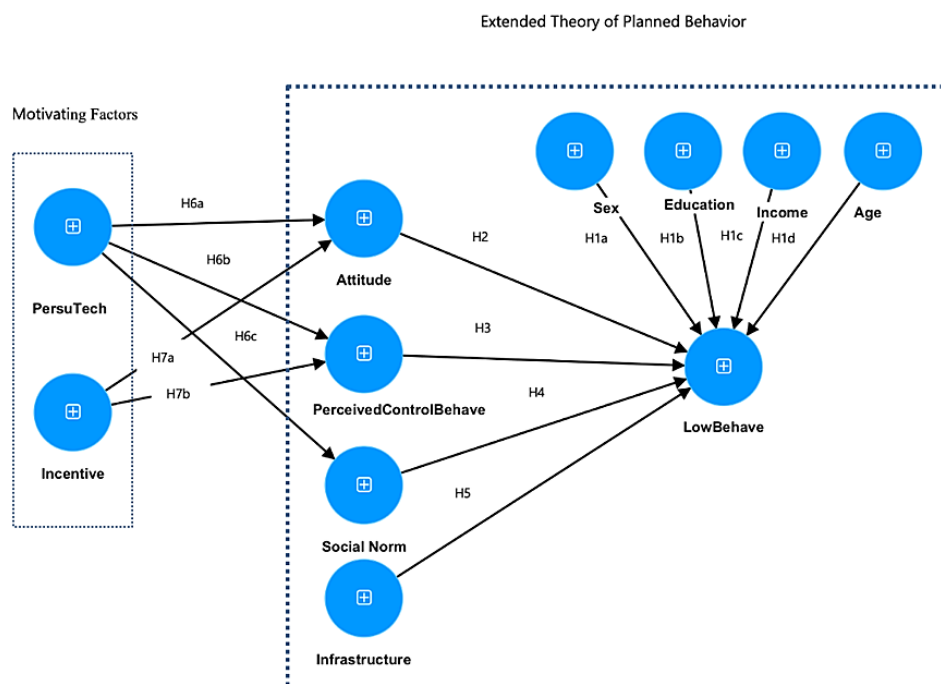 Extended Theory of Planned Behavior
Motivating Factors
Sex
Education
Income
Age
H1a
H1b
H1c
H1d
H6a
H6b
H6c
H7a
H7b
PersuTech
Incentive
Attitude
PerceivedControlBehave
Social Norm
Infrastructure
H2
H3
H4
H5
LowBehave